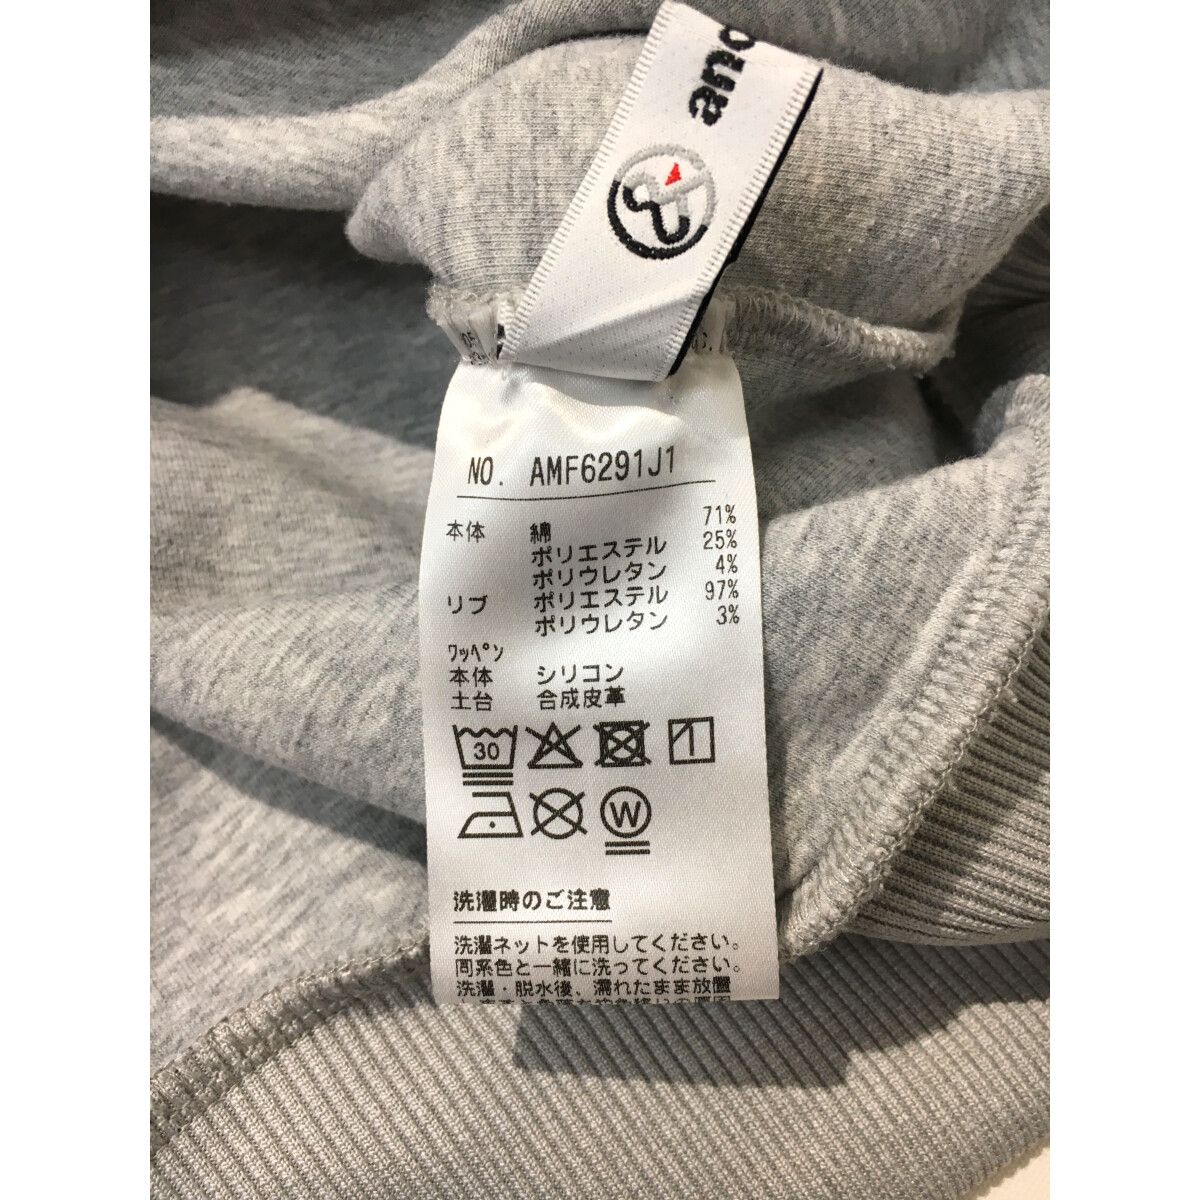 oue
NO. AMF6291J1
本体 綿 71%
ポリエステル 25%
ポリウレタン 4%
リブ ポリエステル 97%
ポリウレタン 3%
ﾜｯﾍﾟﾝ
本体 シリコン
土台 合成皮革
30
1
W
洗濯時のご注意
洗濯ネットを使用してください。
同系色と一緒に洗ってください。
洗濯・脱水後、濡れたまま放置